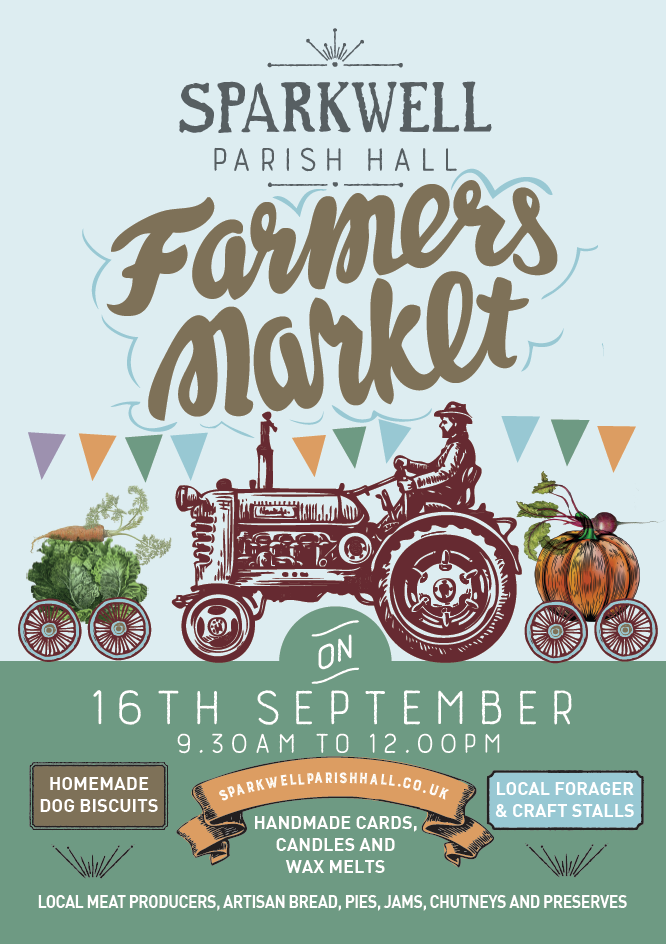 SPARKWELL
PARISH HALL
Farmers
Market
ON
16TH SEPTEMBER
9.30AM TO 12.00PM
SPARKWELLPARISHHALL.CO.UK
HOMEMADE
DOG BISCUITS
HANDMADE CARDS,
CANDLES AND
WAX MELTS
LOCAL FORAGER
& CRAFT STALLS
LOCAL MEAT PRODUCERS, ARTISAN BREAD, PIES, JAMS, CHUTNEYS AND PRESERVES